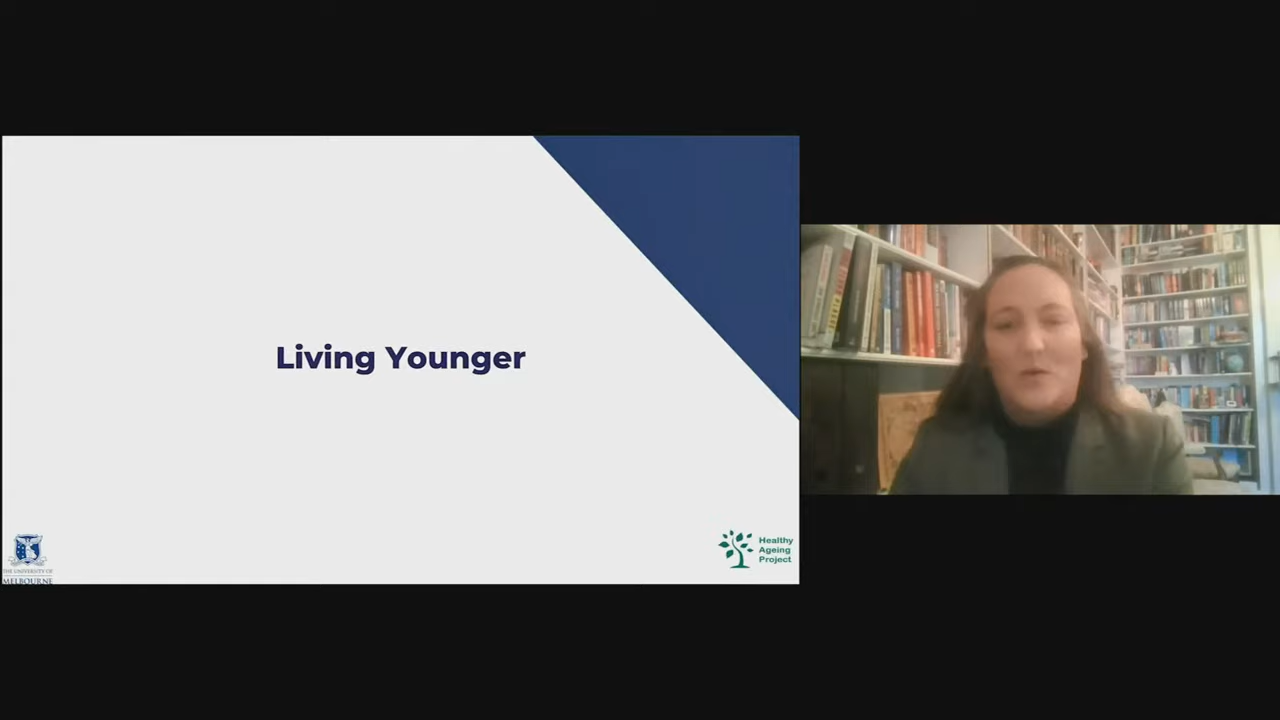 Living Younger
THE UNIVERSITY OF
MELBOURNE
Healthy
Ageing
Project